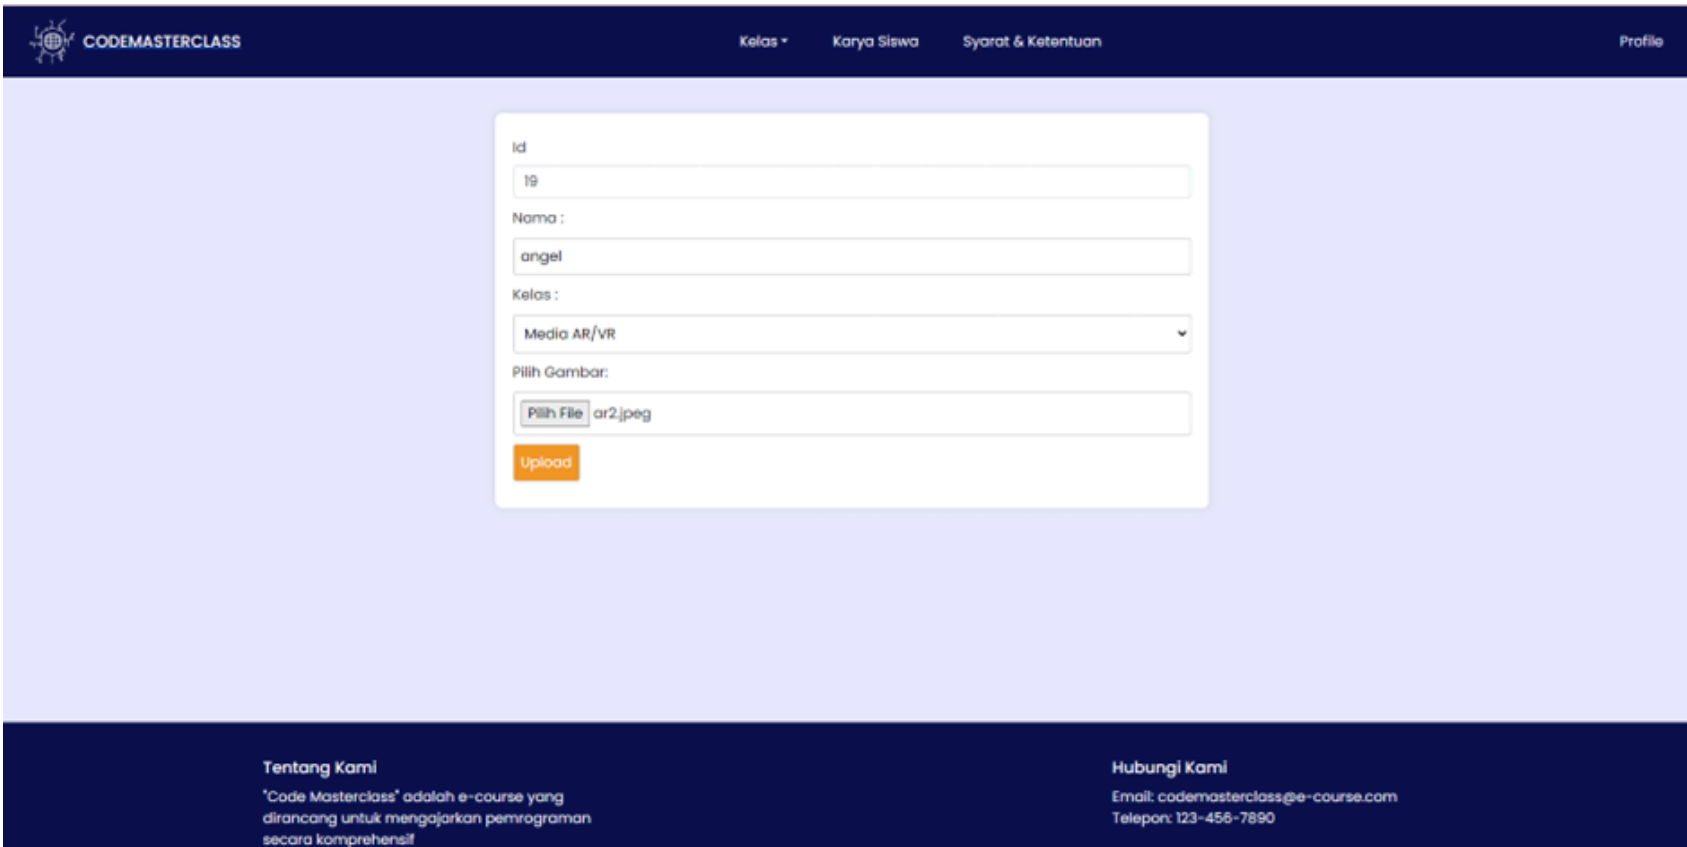 CODEMASTERCLASS
Kelas
Karya Siswa
Syarat & Ketentuan
Profile
Id
19
Nama :
angel
Kelas :
Media AR/VR
Pilih Gambar:
Pilih File ar2.jpeg
Upload
Tentang Kami
"Code Masterclass" adalah e-course yang
dirancang untuk mengajarkan pemrograman
secara komprehensif
Hubungi Kami
Email: codemasterclass@e-course.com
Telepon: 123-456-7890